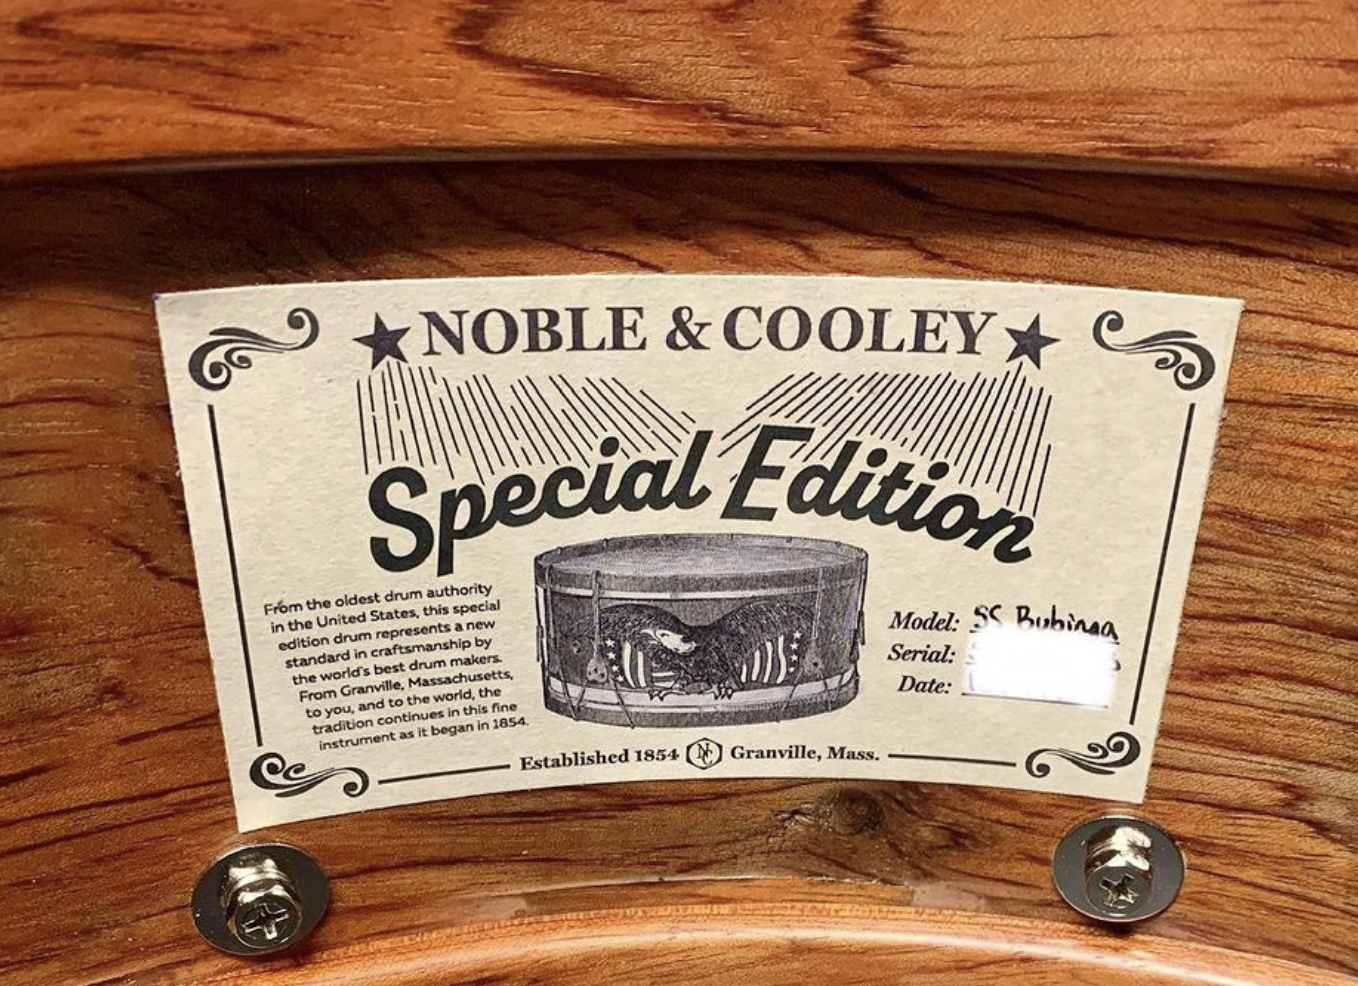 NOBLE & COOLEY
Special Edition
From the oldest drum authority
in the United States, this special
edition drum represents a new
standard in craftsmanship by
the world's best drum makers.
From Granville, Massachusetts,
to you, and to the world, the
tradition continues in this fine
instrument as it began in 1854.
Model: SS Bubinga
Serial:
Date:
Established 1854 NC Granville, Mass.